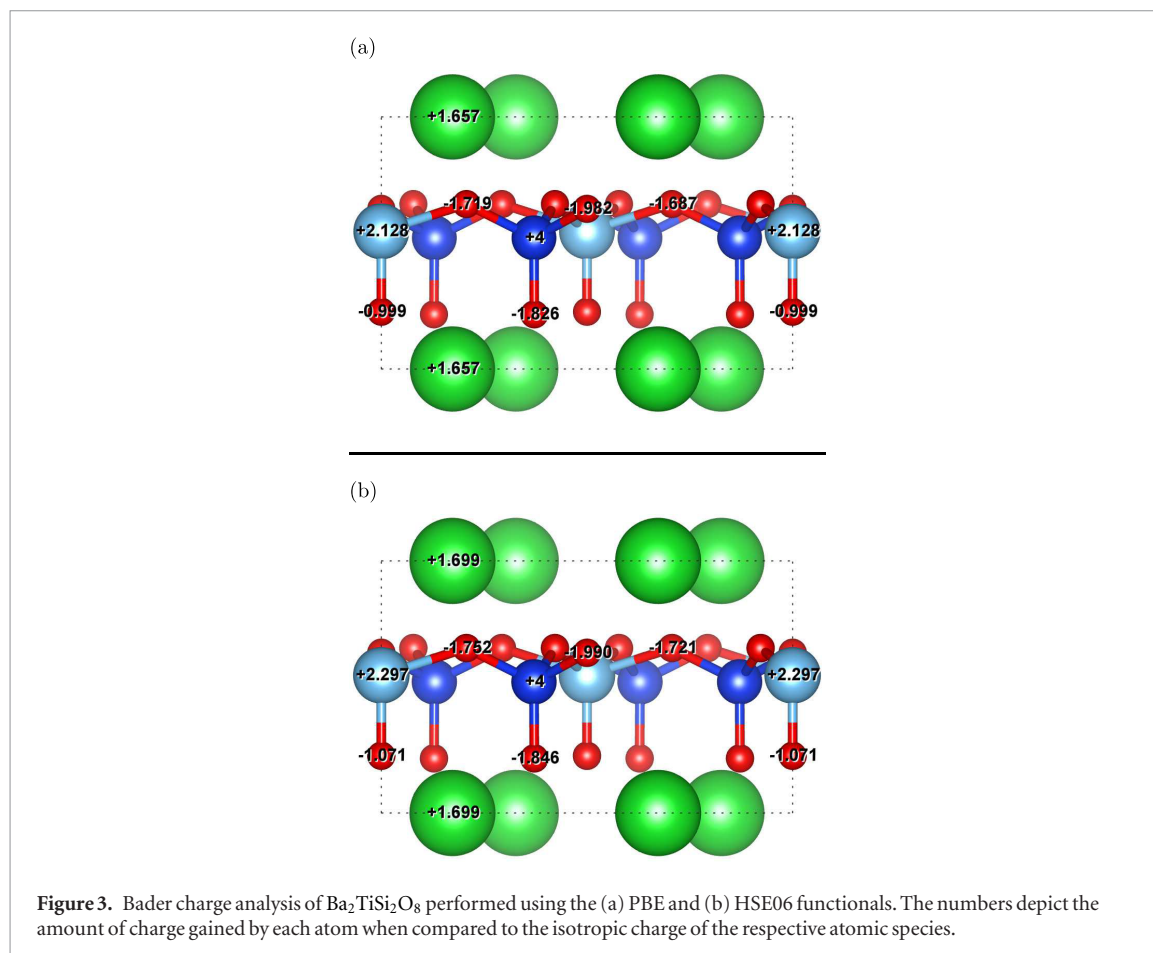 (a)
+1.657
-1.719 -1.982 -1.687
+2.128 +4 +2.128
-0.999 -1.826 -0.999
+1.657
(b)
+1.699
-1.752 -1.990 -1.721
+2.297 +4 +2.297
-1.071 -1.846 -1.071
+1.699
Figure 3. Bader charge analysis of Ba₂TiSi₂O₈ performed using the (a) PBE and (b) HSE06 functionals. The numbers depict the
amount of charge gained by each atom when compared to the isotropic charge of the respective atomic species.